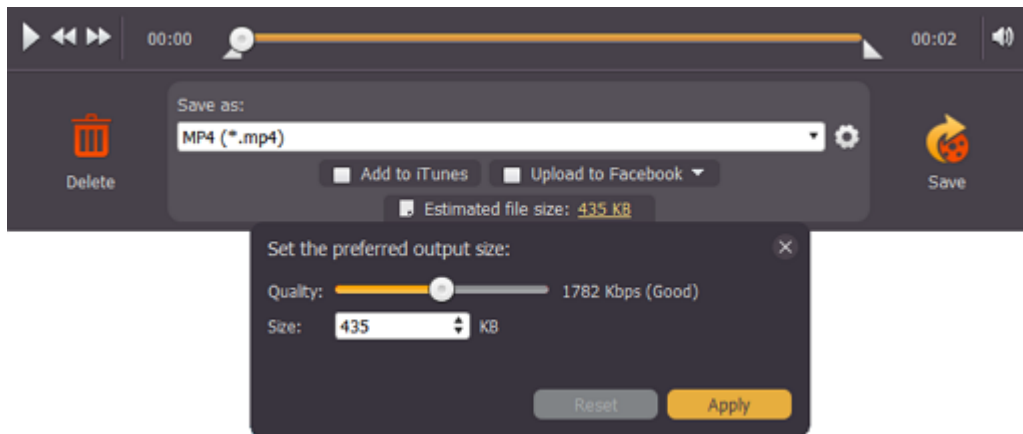 00:00 00:02
Save as:
MP4 (*.mp4)
Delete
Add to iTunes Upload to Facebook
Save
Estimated file size: 435 KB
Set the preferred output size:
Quality: 1782 Kbps (Good)
Size: 435 KB
Reset Apply